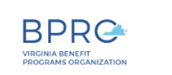 BPRO
VIRGINIA BENEFIT
PROGRAMS ORGANIZATION